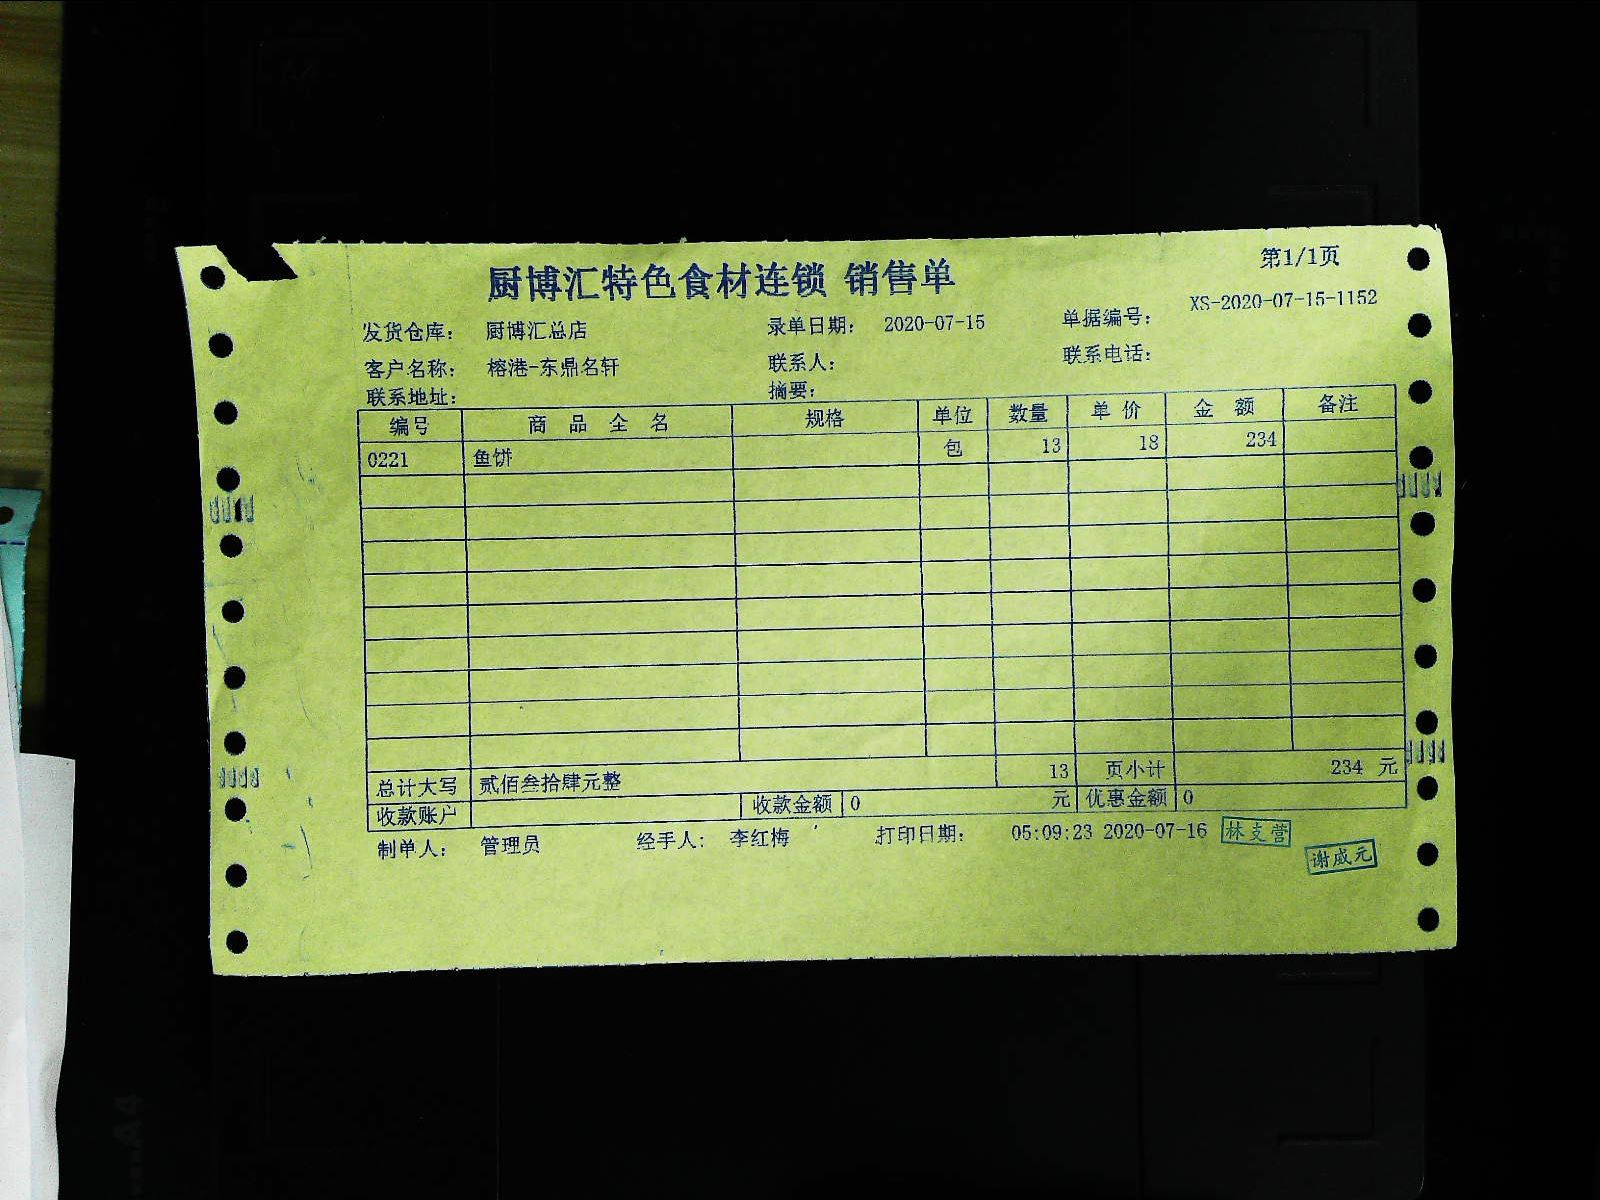 第1/1页
厨博汇特色食材连锁 销售单
发货仓库： 厨博汇总店 录单日期： 2020-07-15 单据编号： XS-2020-07-15-1152
客户名称： 榕港-东鼎名轩 联系人： 联系电话：
联系地址： 摘要：
编号 商品全名 规格 单位 数量 单价 金额 备注
0221 鱼饼 包 13 18 234
总计大写 贰佰叁拾肆元整 13 页小计 234 元
收款账户 收款金额 0 元 优惠金额 0
制单人： 管理员 经手人： 李红梅 打印日期： 05:09:23 2020-07-16 林支营
谢威元
A4